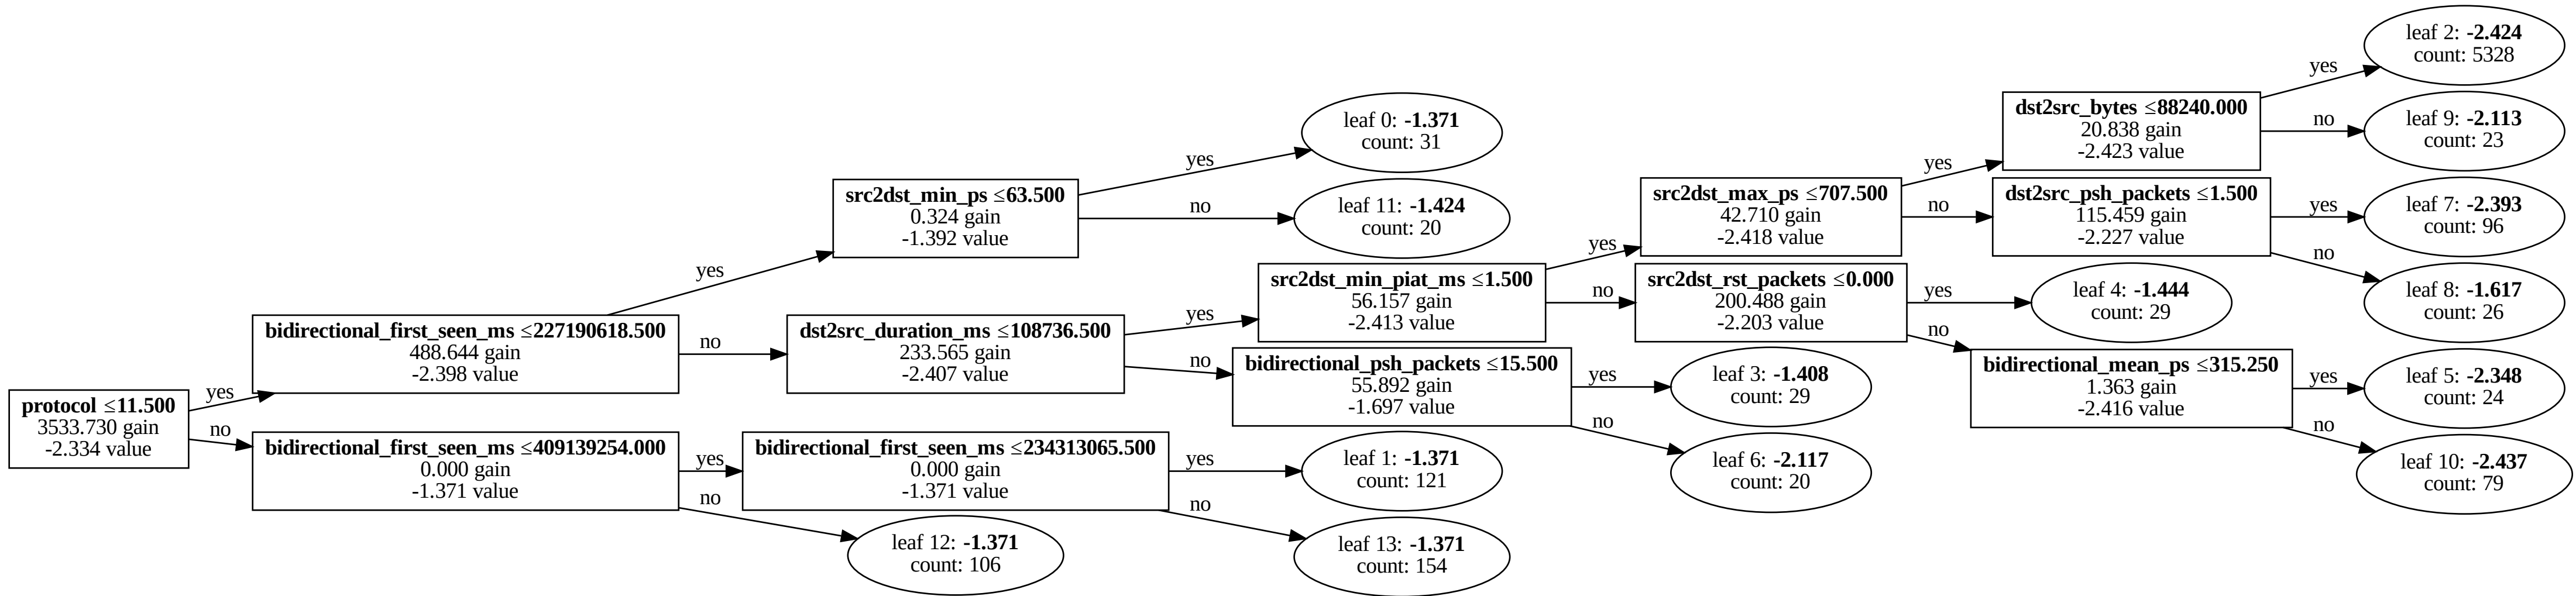 protocol ≤11.500
3533.730 gain
-2.334 value
yes
no
bidirectional_first_seen_ms ≤227190618.500
488.644 gain
-2.398 value
yes
no
bidirectional_first_seen_ms ≤409139254.000
0.000 gain
-1.371 value
yes
no
src2dst_min_ps ≤63.500
0.324 gain
-1.392 value
yes
no
dst2src_duration_ms ≤108736.500
233.565 gain
-2.407 value
yes
no
bidirectional_first_seen_ms ≤234313065.500
0.000 gain
-1.371 value
yes
no
leaf 12: -1.371
count: 106
leaf 0: -1.371
count: 31
leaf 11: -1.424
count: 20
src2dst_min_piat_ms ≤1.500
56.157 gain
-2.413 value
yes
no
bidirectional_psh_packets ≤15.500
55.892 gain
-1.697 value
yes
no
leaf 1: -1.371
count: 121
leaf 13: -1.371
count: 154
src2dst_max_ps ≤707.500
42.710 gain
-2.418 value
yes
no
src2dst_rst_packets ≤0.000
200.488 gain
-2.203 value
yes
no
leaf 3: -1.408
count: 29
leaf 6: -2.117
count: 20
dst2src_bytes ≤88240.000
20.838 gain
-2.423 value
yes
no
dst2src_psh_packets ≤1.500
115.459 gain
-2.227 value
yes
no
leaf 4: -1.444
count: 29
bidirectional_mean_ps ≤315.250
1.363 gain
-2.416 value
yes
no
leaf 2: -2.424
count: 5328
leaf 9: -2.113
count: 23
leaf 7: -2.393
count: 96
leaf 8: -1.617
count: 26
leaf 5: -2.348
count: 24
leaf 10: -2.437
count: 79